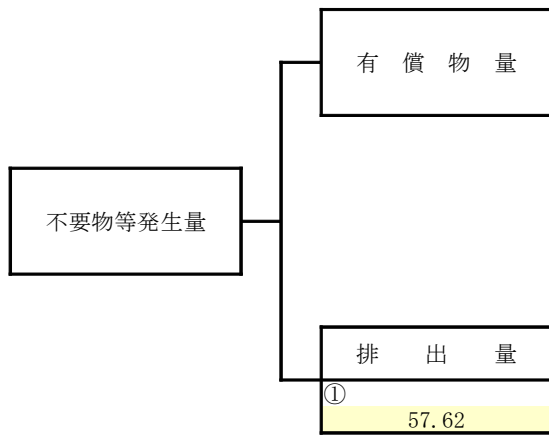 有償物量
不要物等発生量
排出量
①
57.62